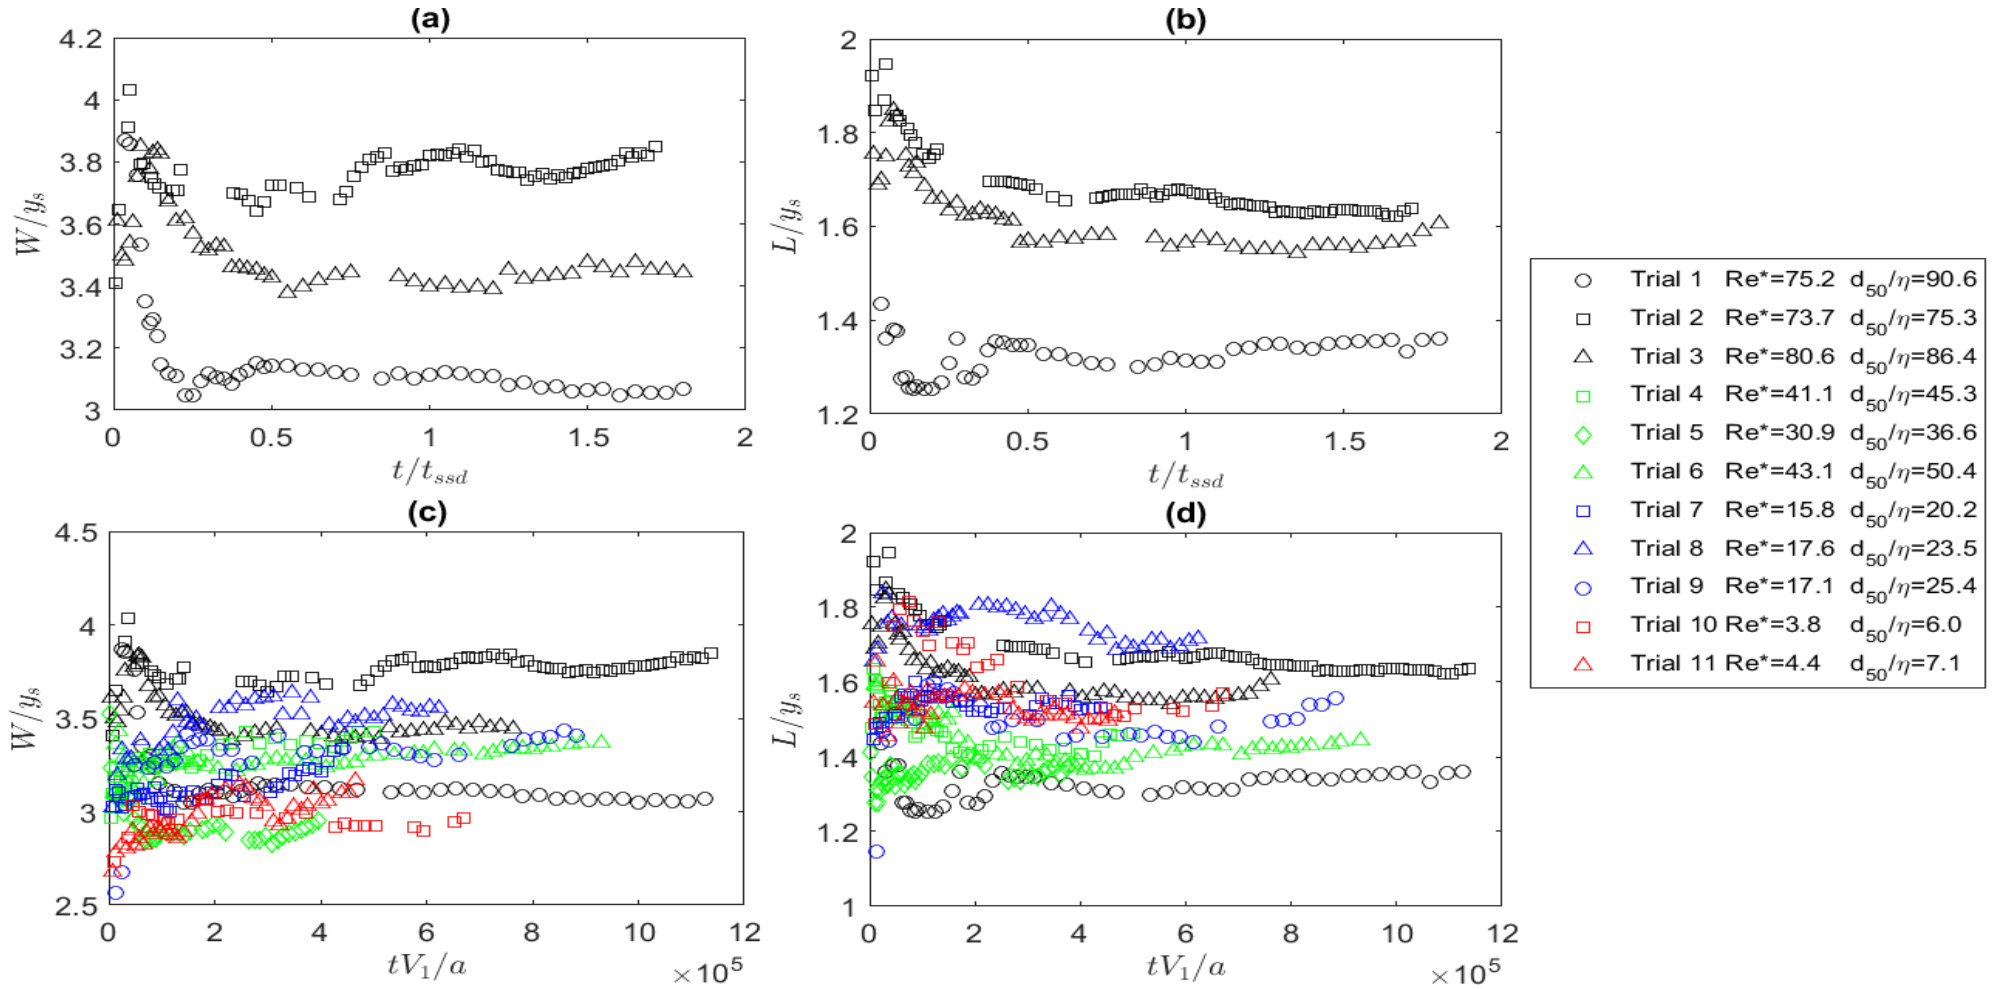 (a)
4.2
4
3.8
3.6
3.4
3.2
3
W/y_s
0 0.5 1 1.5 2
t/t_ssd
(b)
2
1.8
1.6
1.4
1.2
L/y_s
0 0.5 1 1.5 2
t/t_ssd
(c)
4.5
4
3.5
3
2.5
W/y_s
0 2 4 6 8 10 12
tV_1/a
×10^5
(d)
2
1.8
1.6
1.4
1.2
1
L/y_s
0 2 4 6 8 10 12
tV_1/a
×10^5
Trial 1 Re*=75.2 d_50/η=90.6
Trial 2 Re*=73.7 d_50/η=75.3
Trial 3 Re*=80.6 d_50/η=86.4
Trial 4 Re*=41.1 d_50/η=45.3
Trial 5 Re*=30.9 d_50/η=36.6
Trial 6 Re*=43.1 d_50/η=50.4
Trial 7 Re*=15.8 d_50/η=20.2
Trial 8 Re*=17.6 d_50/η=23.5
Trial 9 Re*=17.1 d_50/η=25.4
Trial 10 Re*=3.8 d_50/η=6.0
Trial 11 Re*=4.4 d_50/η=7.1